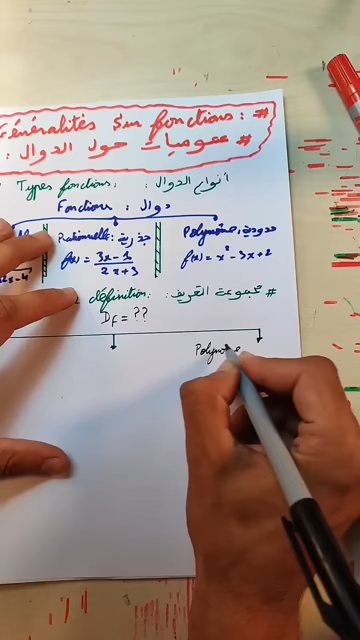 # Généralités sur fonctions :
# عموميات حول الدوال :
Types fonctions : أنواع الدوال :
Fonctions : دوال :
Rationnelle : جذرية Polynôme : حدودية
f(x) = 3x-1 / 2x+3 f(x) = x² - 3x + 2
définition : مجموعة التعريف : #
Df = ??
Polynôme